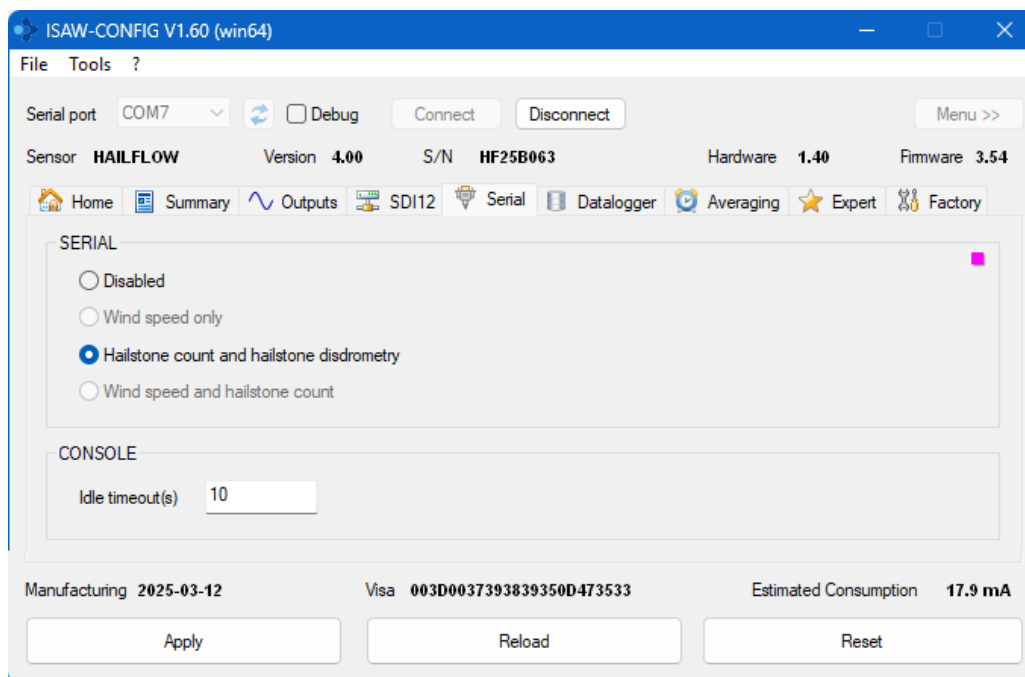 ISAW-CONFIG V1.60 (win64)
File Tools ?
Serial port COM7 Debug Connect Disconnect Menu >>
Sensor HAILFLOW Version 4.00 S/N HF25B063 Hardware 1.40 Firmware 3.54
Home Summary Outputs SDI12 Serial Datalogger Averaging Expert Factory
SERIAL
Disabled
Wind speed only
Hailstone count and hailstone disdrometry
Wind speed and hailstone count
CONSOLE
Idle timeout(s) 10
Manufacturing 2025-03-12 Visa 003D0037393839350D473533 Estimated Consumption 17.9 mA
Apply Reload Reset